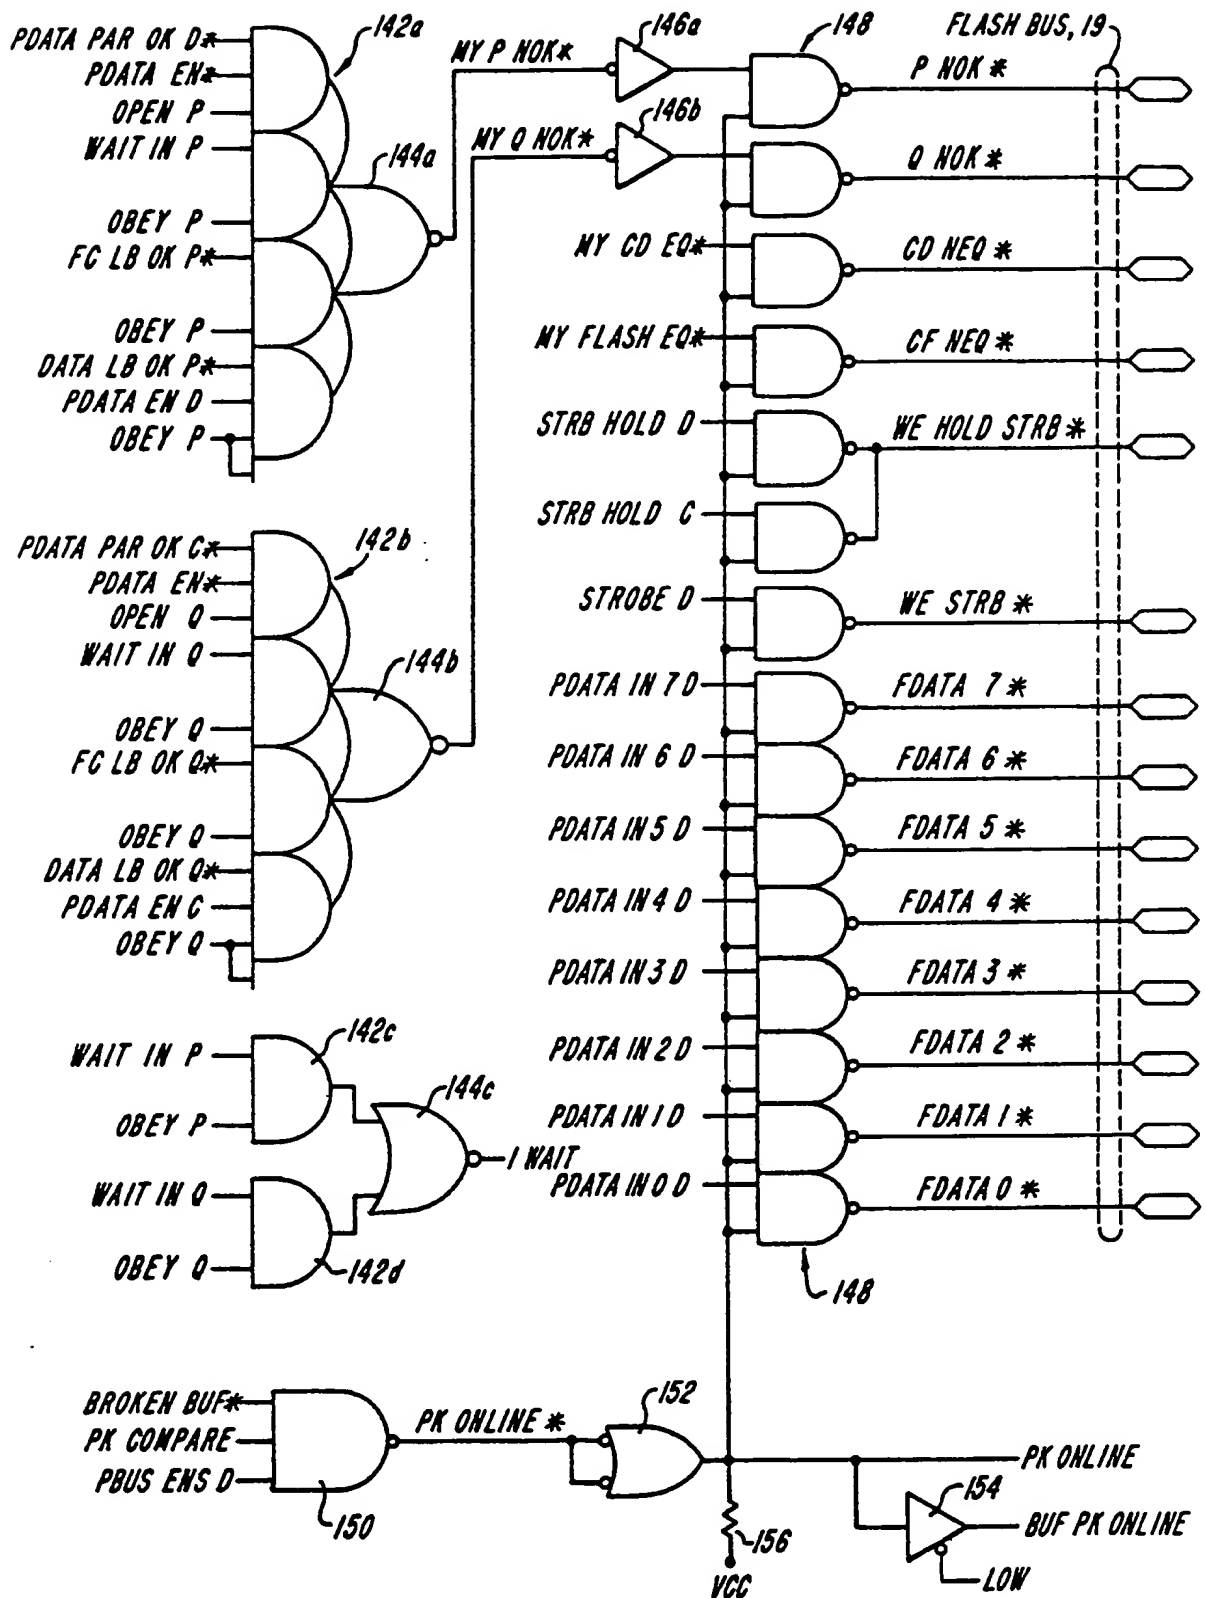 PDATA PAR OK D*
PDATA EN*
OPEN P
WAIT IN P
OBEY P
FC LB OK P*
OBEY P
DATA LB OK P*
PDATA EN D
OBEY P
142a
144a
MY P NOK*
146a
MY Q NOK*
146b
148
FLASH BUS, 19
P NOK*
Q NOK*
MY CD EQ*
CD NEQ*
MY FLASH EQ*
CF NEQ*
STRB HOLD D
WE HOLD STRB*
STRB HOLD C
STROBE D
WE STRB*
PDATA IN 7 D
FDATA 7*
PDATA IN 6 D
FDATA 6*
PDATA IN 5 D
FDATA 5*
PDATA IN 4 D
FDATA 4*
PDATA IN 3 D
FDATA 3*
PDATA IN 2 D
FDATA 2*
PDATA IN 1 D
FDATA 1*
PDATA IN 0 D
FDATA 0*
148
PDATA PAR OK C*
PDATA EN*
OPEN Q
WAIT IN Q
OBEY Q
FC LB OK Q*
OBEY Q
DATA LB OK Q*
PDATA EN C
OBEY Q
142b
144b
WAIT IN P
OBEY P
142c
144c
I WAIT
WAIT IN Q
OBEY Q
142d
BROKEN BUF*
PK COMPARE
PBUS ENS D
150
PK ONLINE*
152
PK ONLINE
154
BUF PK ONLINE
LOW
156
VCC